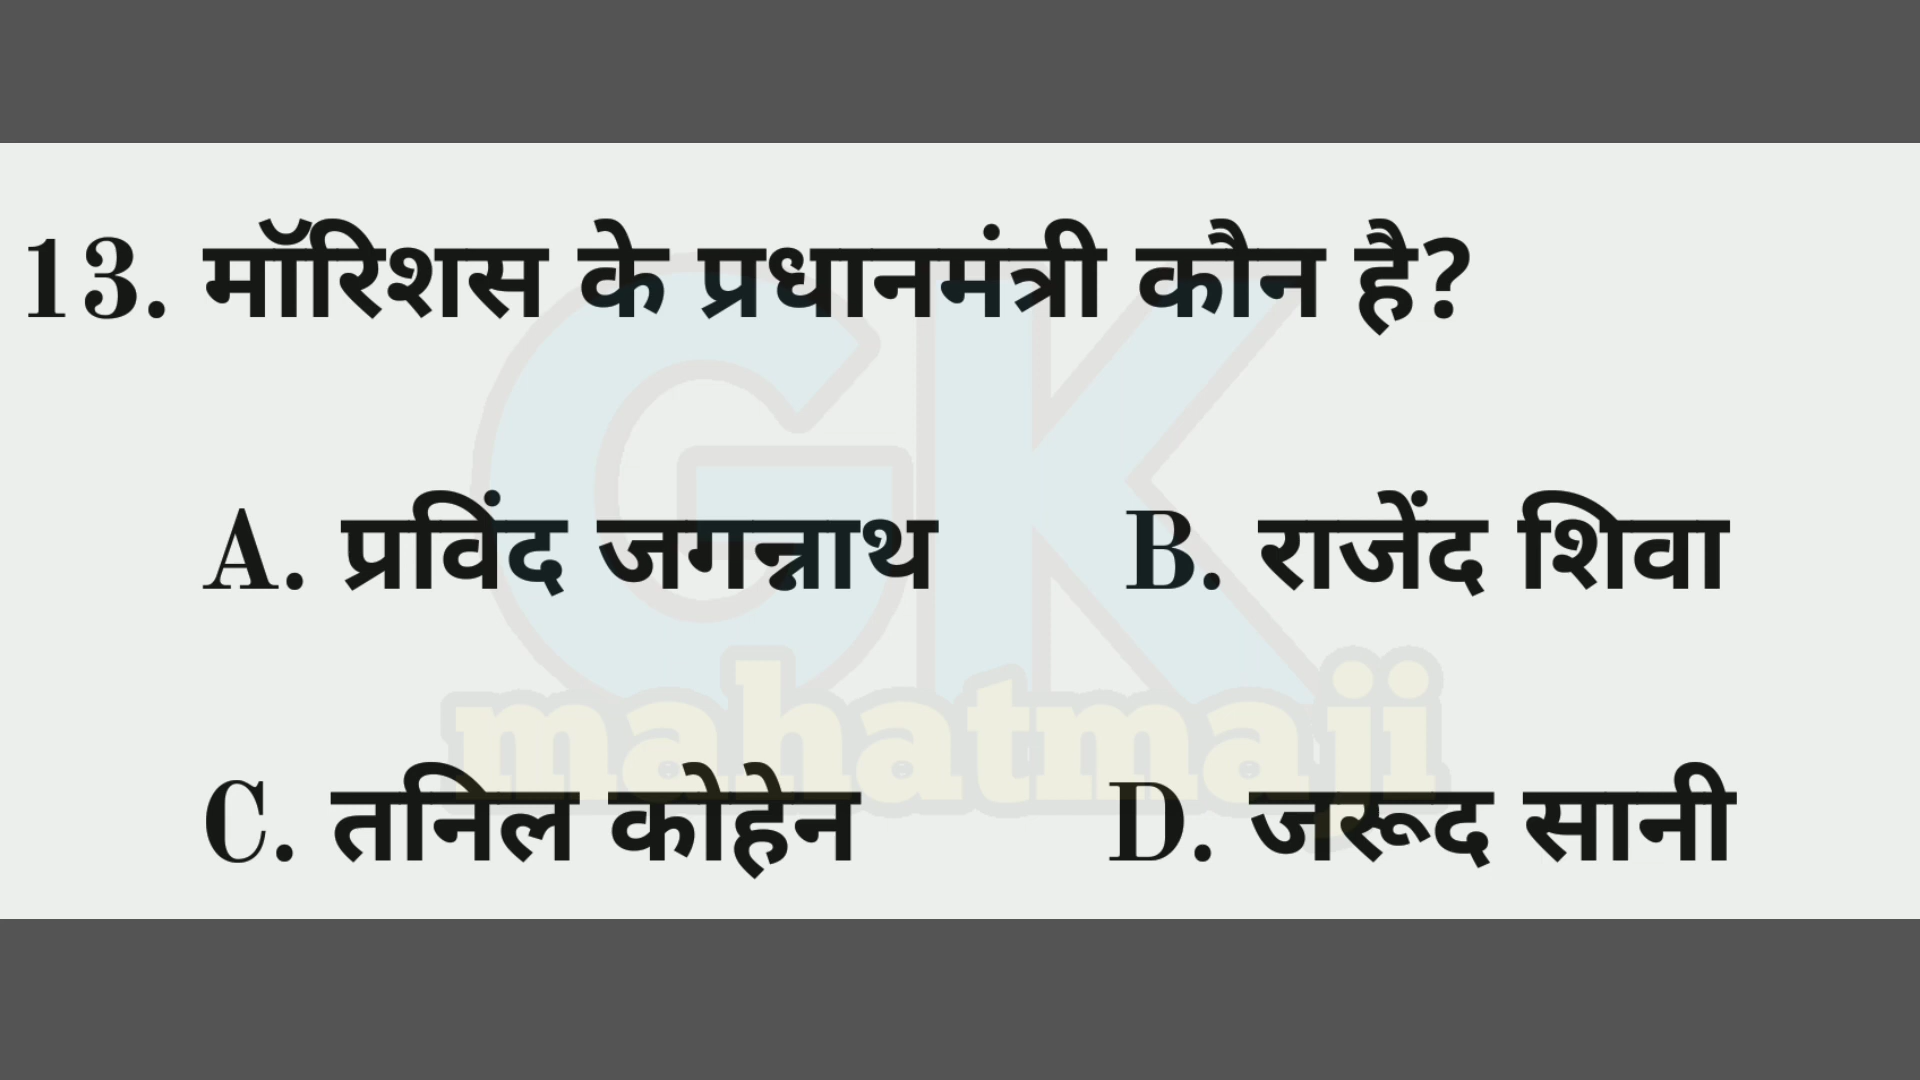 13. मॉरिशस के प्रधानमंत्री कौन है?
A. प्रविंद जगन्नाथ B. राजेंद शिवा
GK
mahatmaji
C. तनिल कोहेन D. जरूद सानी